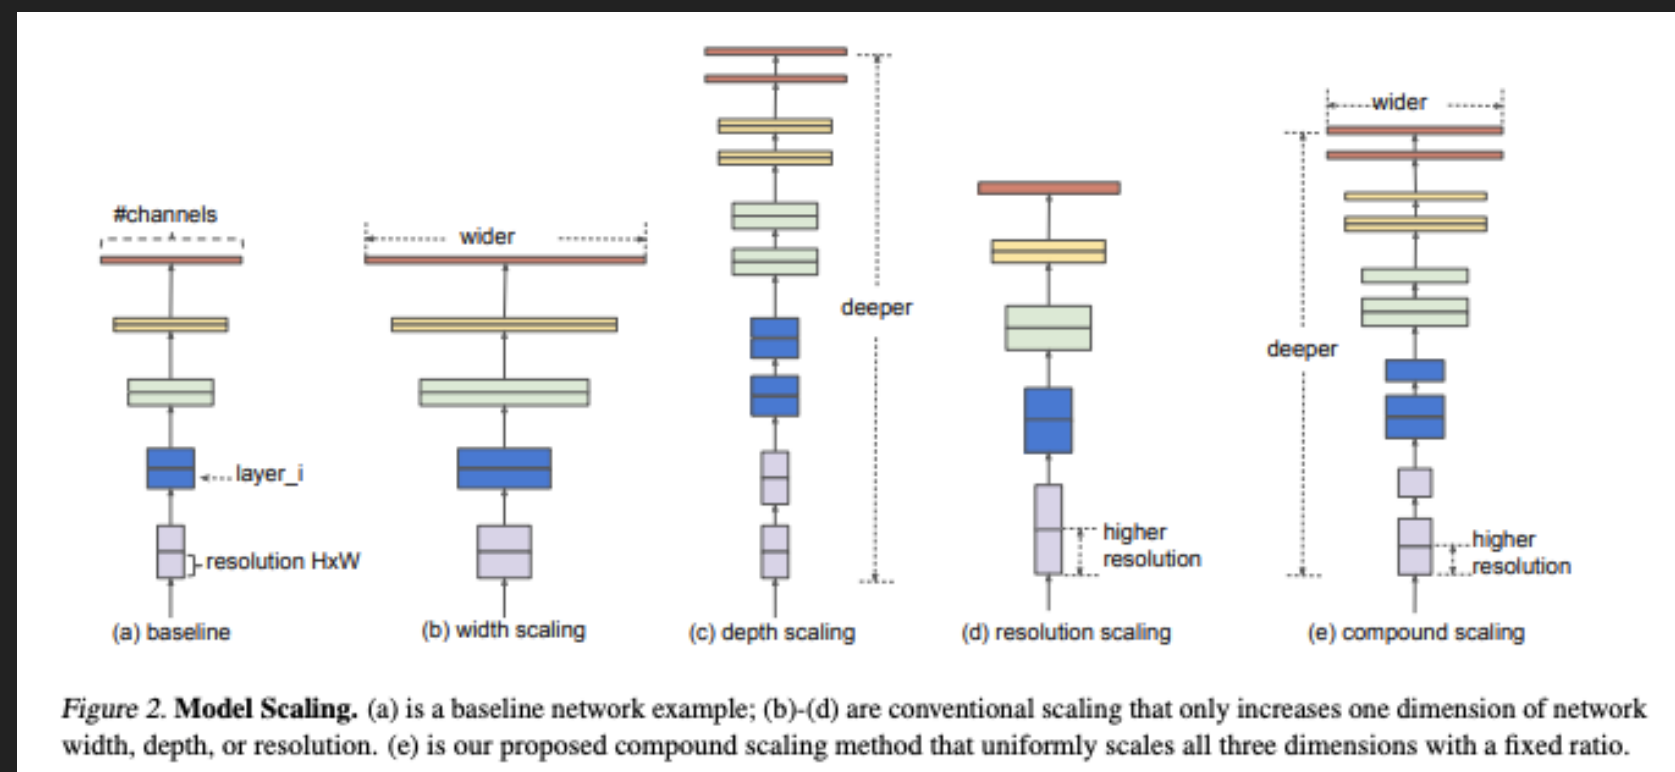 #channels
layer_i
resolution HxW
(a) baseline
wider
(b) width scaling
deeper
(c) depth scaling
higher
resolution
(d) resolution scaling
wider
deeper
higher
resolution
(e) compound scaling
Figure 2. Model Scaling. (a) is a baseline network example; (b)-(d) are conventional scaling that only increases one dimension of network
width, depth, or resolution. (e) is our proposed compound scaling method that uniformly scales all three dimensions with a fixed ratio.